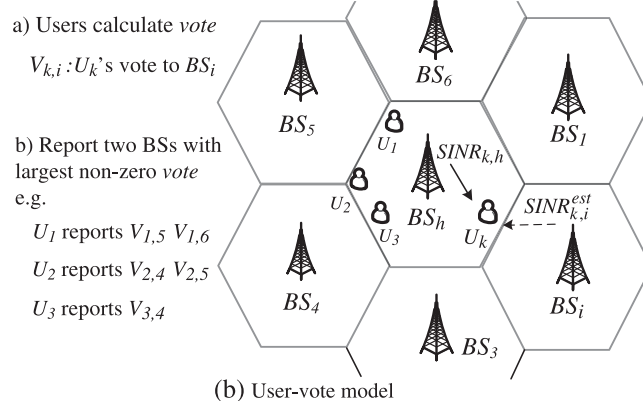 a) Users calculate vote
V_{k,i} : U_k's vote to BS_i
b) Report two BSs with
largest non-zero vote
e.g.
U_1 reports V_{1,5} V_{1,6}
U_2 reports V_{2,4} V_{2,5}
U_3 reports V_{3,4}
BS_6
BS_5
BS_1
U_1
SINR_{k,h}
U_2
U_3
BS_h
U_k
SINR_{k,i}^{est}
BS_4
BS_i
BS_3
(b) User-vote model